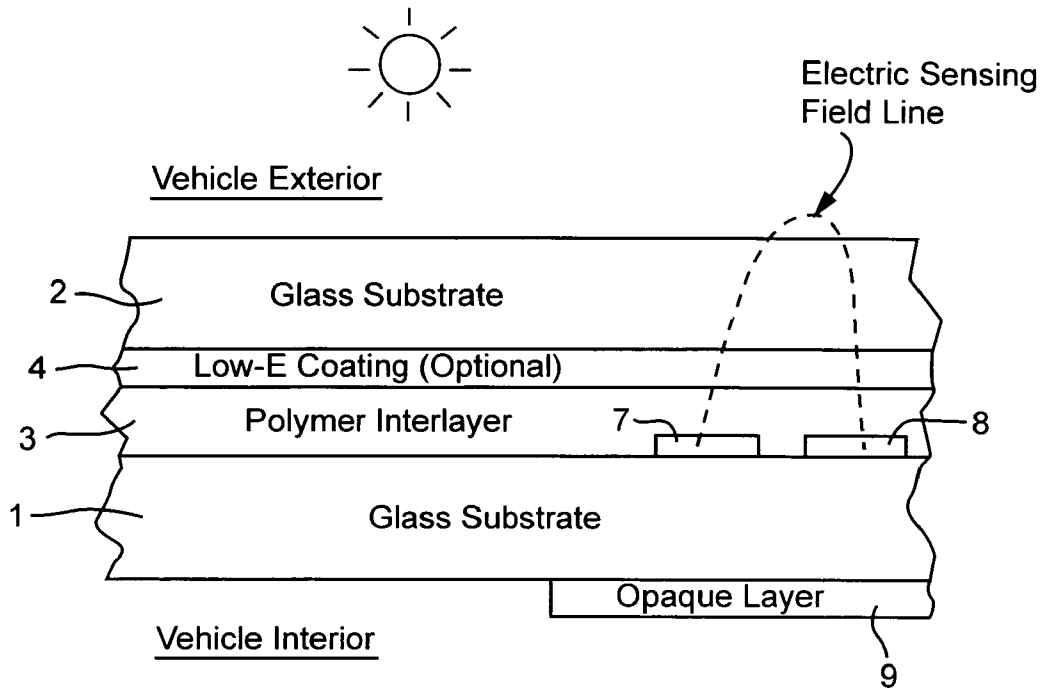 Electric Sensing
Field Line
Vehicle Exterior
2
Glass Substrate
4
Low-E Coating (Optional)
3
Polymer Interlayer
7
8
1
Glass Substrate
Opaque Layer
Vehicle Interior
9